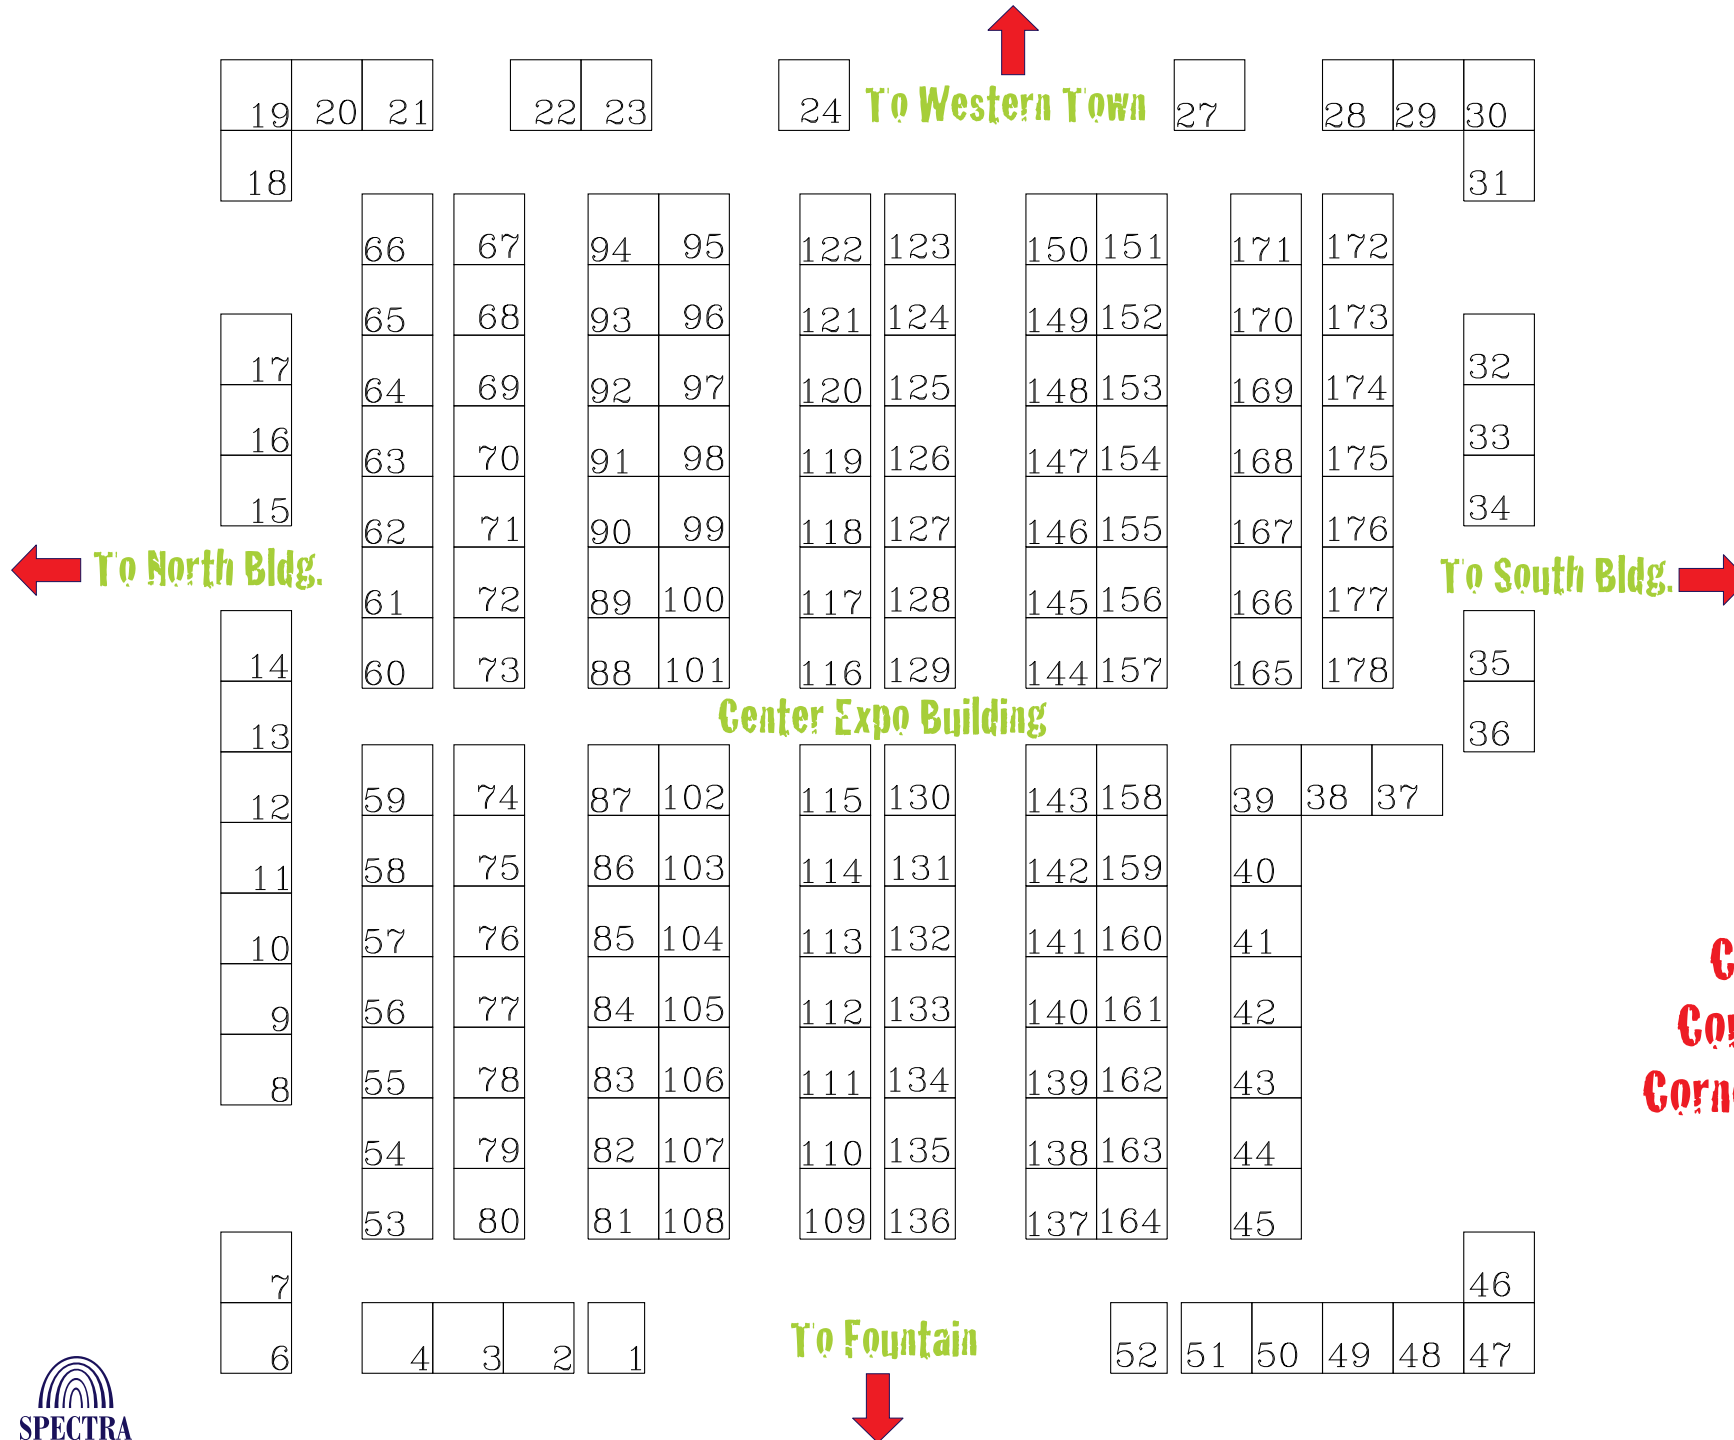 19 20 21 22 23 24 To Western Town 27 28 29 30
18 31
66 67 94 95 122 123 150 151 171 172
65 68 93 96 121 124 149 152 170 173
17 32
64 69 92 97 120 125 148 153 169 174
16 33
63 70 91 98 119 126 147 154 168 175
15 34
62 71 90 99 118 127 146 155 167 176
To North Bldg. To South Bldg.
61 72 89 100 117 128 145 156 166 177
14 35
60 73 88 101 116 129 144 157 165 178
Center Expo Building
13 36
59 74 87 102 115 130 143 158 39 38 37
12
58 75 86 103 114 131 142 159 40
11
57 76 85 104 113 132 141 160 41
10
56 77 84 105 112 133 140 161 42
9
55 78 83 106 111 134 139 162 43
8
54 79 82 107 110 135 138 163 44
53 80 81 108 109 136 137 164 45
7 46
6 4 3 2 1 To Fountain 52 51 50 49 48 47
SPECTRA